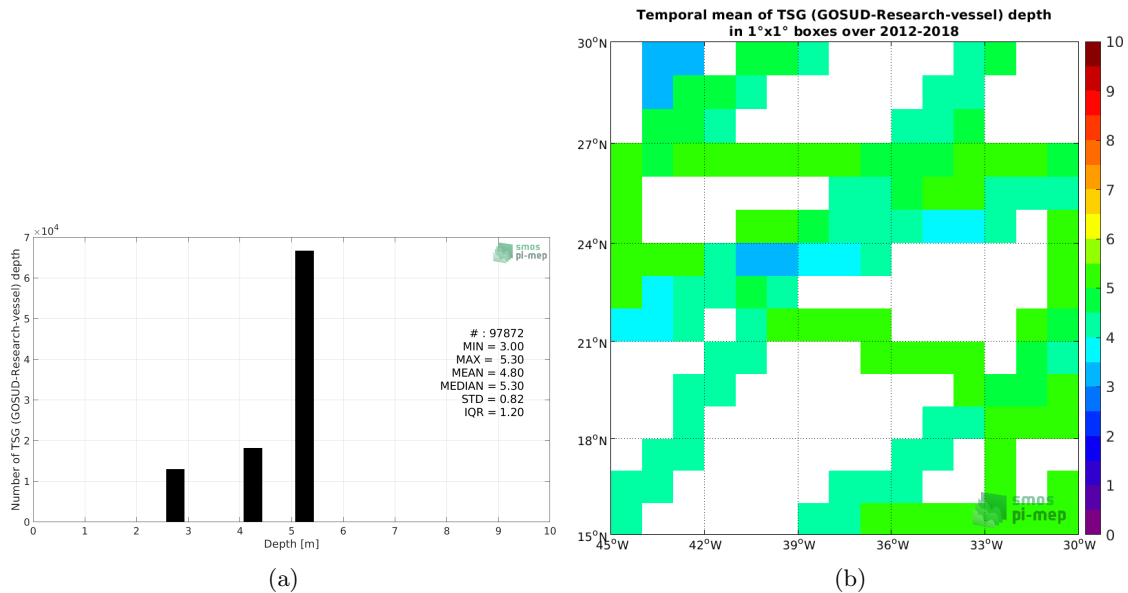 ×10⁴
7
6
5
4
3
2
1
0
Number of TSG (GOSUD-Research-vessel) depth
0 1 2 3 4 5 6 7 8 9 10
Depth [m]
smos
pi-mep
# : 97872
MIN = 3.00
MAX = 5.30
MEAN = 4.80
MEDIAN = 5.30
STD = 0.82
IQR = 1.20
(a)
Temporal mean of TSG (GOSUD-Research-vessel) depth
in 1°x1° boxes over 2012-2018
30°N
27°N
24°N
21°N
18°N
15°N
45°W 42°W 39°W 36°W 33°W 30°W
smos
pi-mep
10
9
8
7
6
5
4
3
2
1
0
(b)